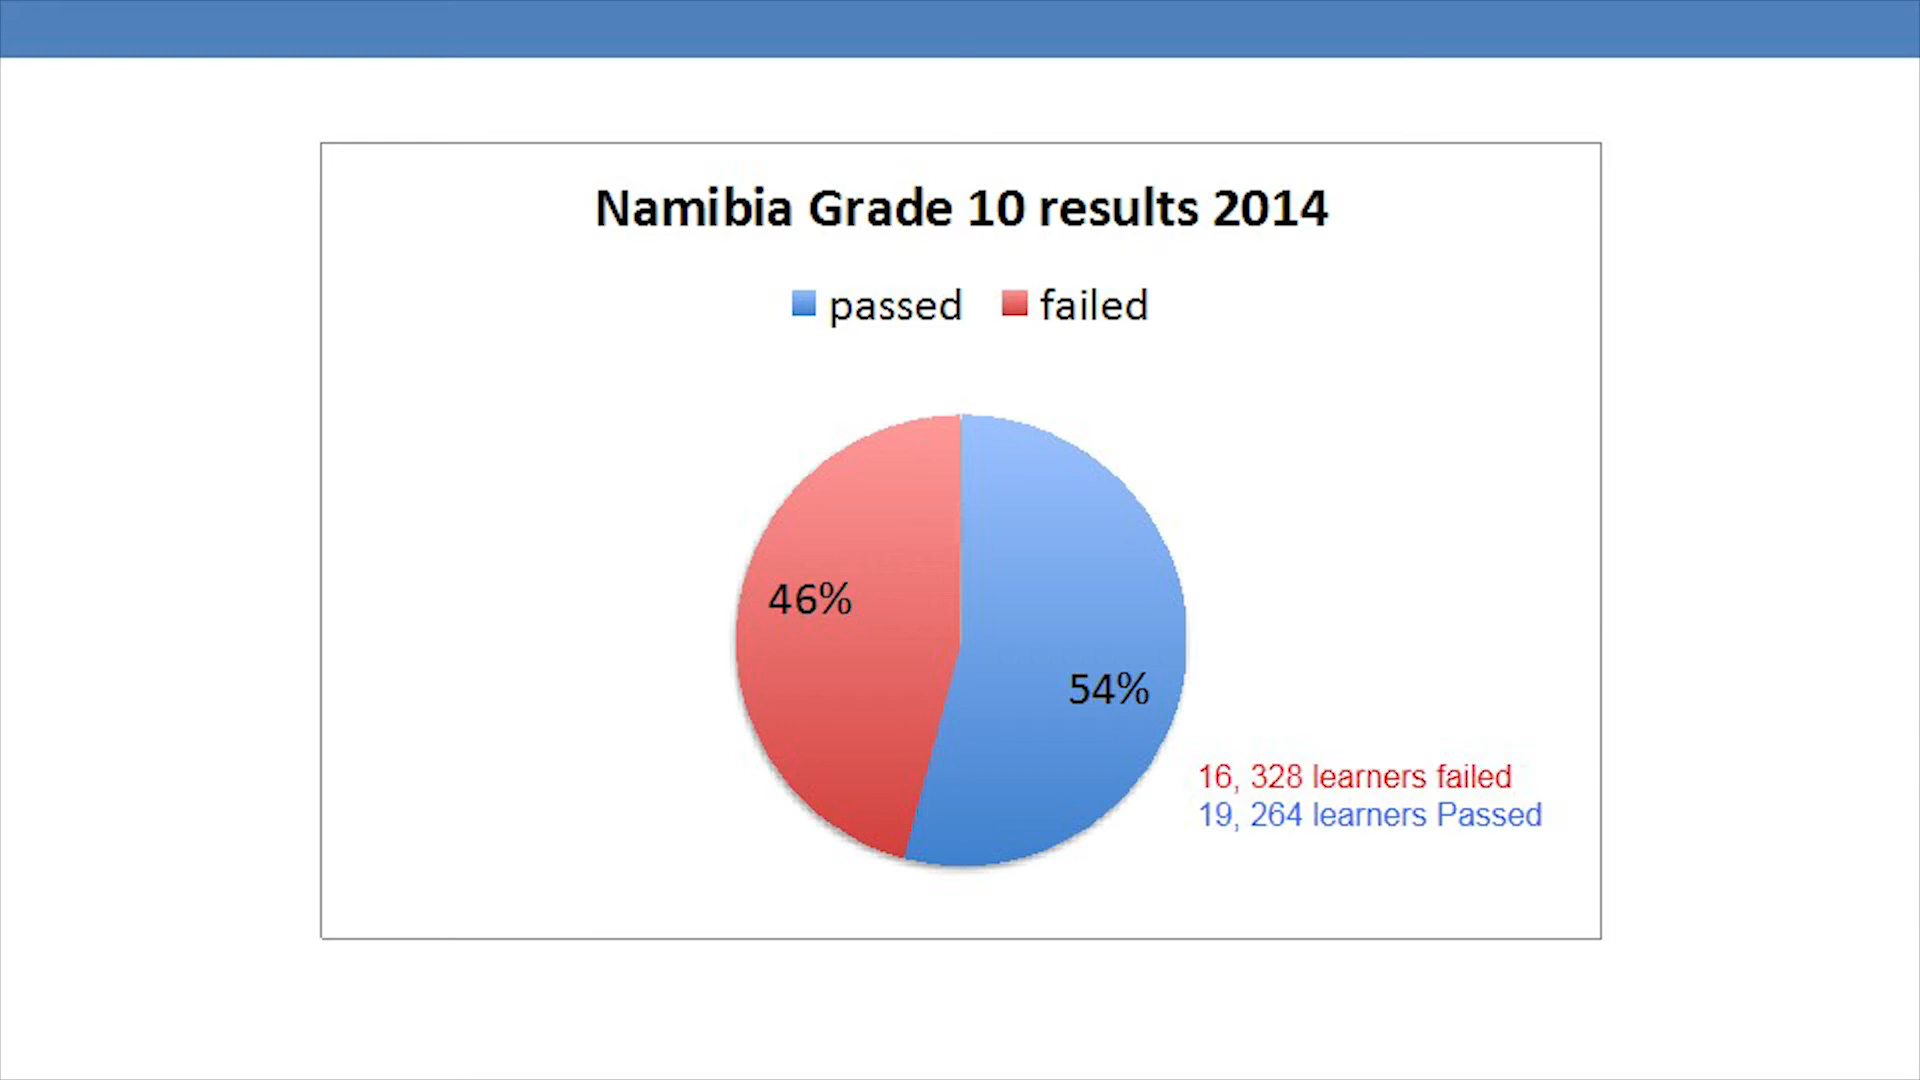 Namibia Grade 10 results 2014
passed failed
46%
54%
16, 328 learners failed
19, 264 learners Passed